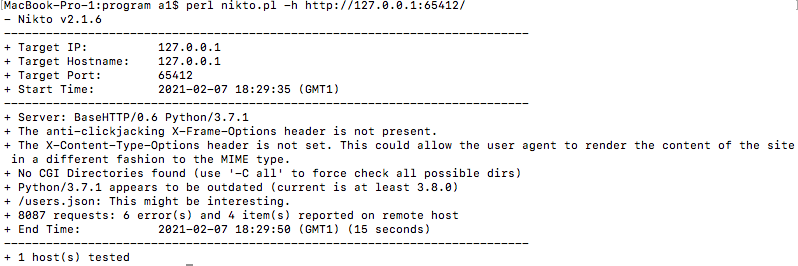 [MacBook-Pro-1:program a1$ perl nikto.pl -h http://127.0.0.1:65412/ ]
- Nikto v2.1.6
---------------------------------------------------------------------------
+ Target IP:          127.0.0.1
+ Target Hostname:    127.0.0.1
+ Target Port:        65412
+ Start Time:         2021-02-07 18:29:35 (GMT1)
---------------------------------------------------------------------------
+ Server: BaseHTTP/0.6 Python/3.7.1
+ The anti-clickjacking X-Frame-Options header is not present.
+ The X-Content-Type-Options header is not set. This could allow the user agent to render the content of the site
in a different fashion to the MIME type.
+ No CGI Directories found (use '-C all' to force check all possible dirs)
+ Python/3.7.1 appears to be outdated (current is at least 3.8.0)
+ /users.json: This might be interesting.
+ 8087 requests: 6 error(s) and 4 item(s) reported on remote host
+ End Time:           2021-02-07 18:29:50 (GMT1) (15 seconds)
---------------------------------------------------------------------------
+ 1 host(s) tested